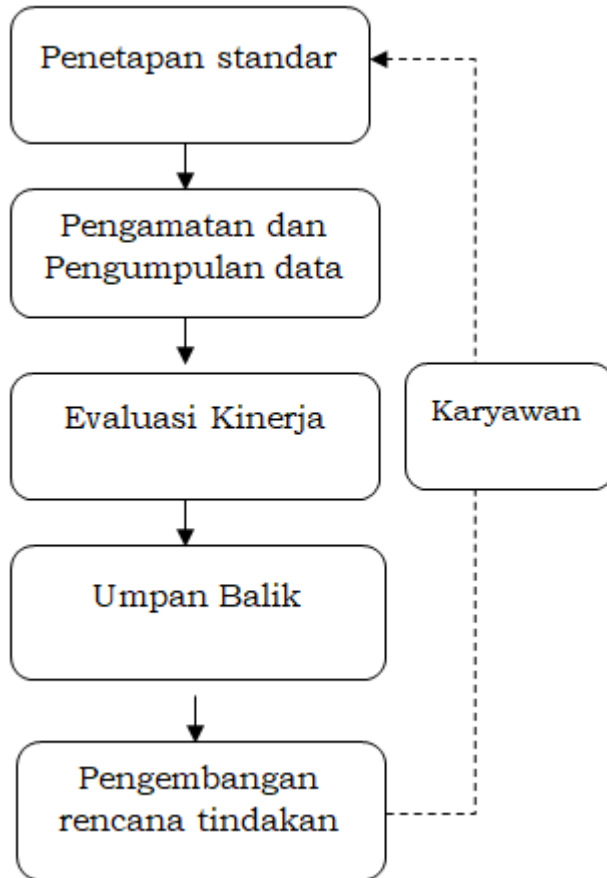 Penetapan standar
Pengamatan dan
Pengumpulan data
Evaluasi Kinerja
Karyawan
Umpan Balik
Pengembangan
rencana tindakan